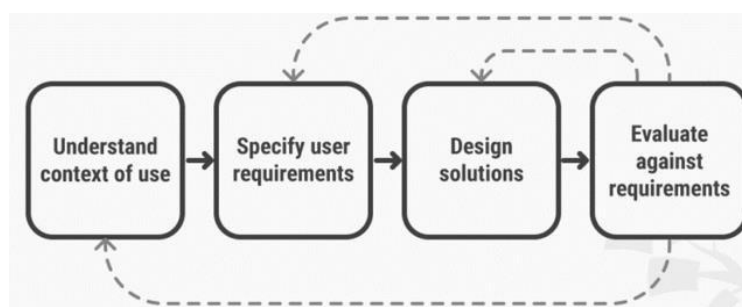 Understand
context of use
Specify user
requirements
Design
solutions
Evaluate
against
requirements